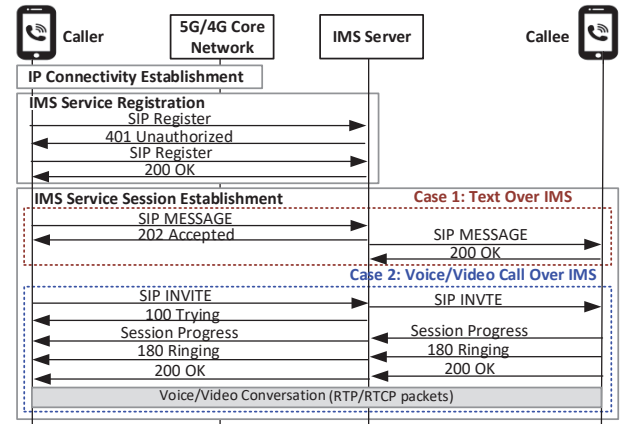 Caller
5G/4G Core
Network
IMS Server
Callee
IP Connectivity Establishment
IMS Service Registration
SIP Register
401 Unauthorized
SIP Register
200 OK
IMS Service Session Establishment
Case 1: Text Over IMS
SIP MESSAGE
202 Accepted
SIP MESSAGE
200 OK
Case 2: Voice/Video Call Over IMS
SIP INVITE
SIP INVTE
100 Trying
Session Progress
Session Progress
180 Ringing
180 Ringing
200 OK
200 OK
Voice/Video Conversation (RTP/RTCP packets)